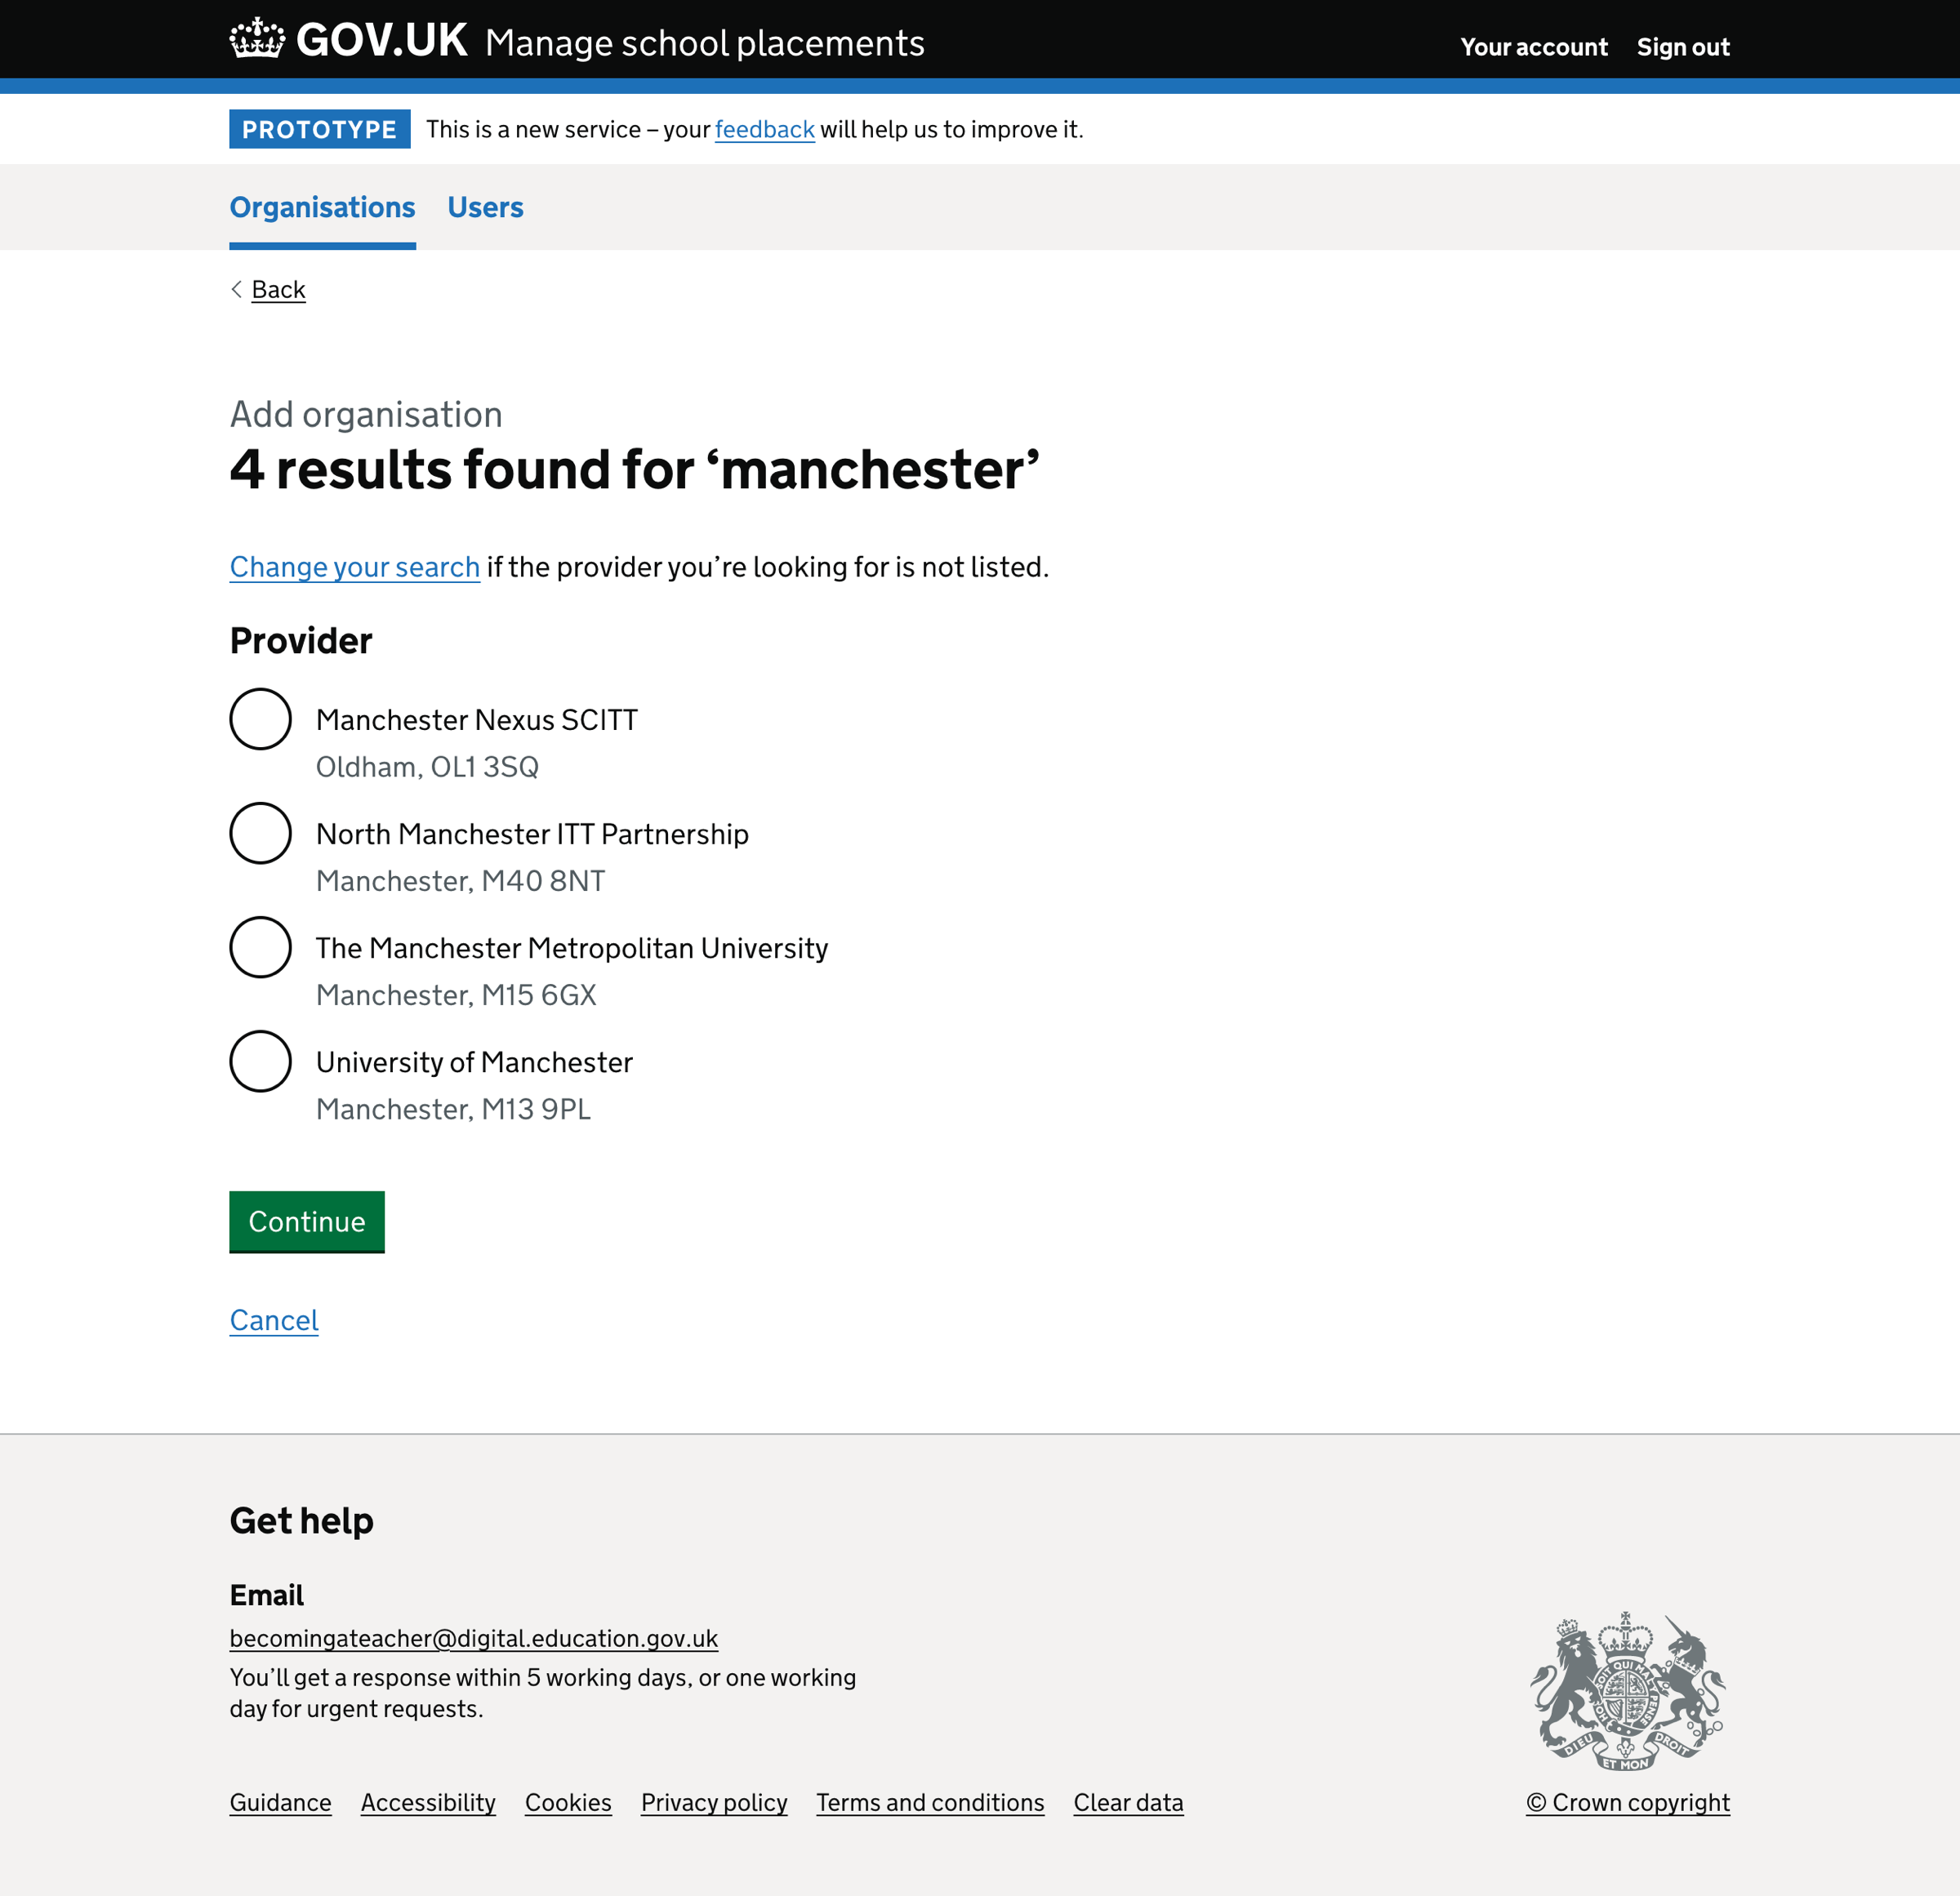 GOV.UK Manage school placements
Your account Sign out
PROTOTYPE This is a new service – your feedback will help us to improve it.
Organisations Users
Back
Add organisation
4 results found for ‘manchester’
Change your search if the provider you’re looking for is not listed.
Provider
Manchester Nexus SCITT
Oldham, OL1 3SQ
North Manchester ITT Partnership
Manchester, M40 8NT
The Manchester Metropolitan University
Manchester, M15 6GX
University of Manchester
Manchester, M13 9PL
Continue
Cancel
Get help
Email
becomingateacher@digital.education.gov.uk
You’ll get a response within 5 working days, or one working
day for urgent requests.
DIEU ET MON DROIT
Guidance Accessibility Cookies Privacy policy Terms and conditions Clear data
© Crown copyright